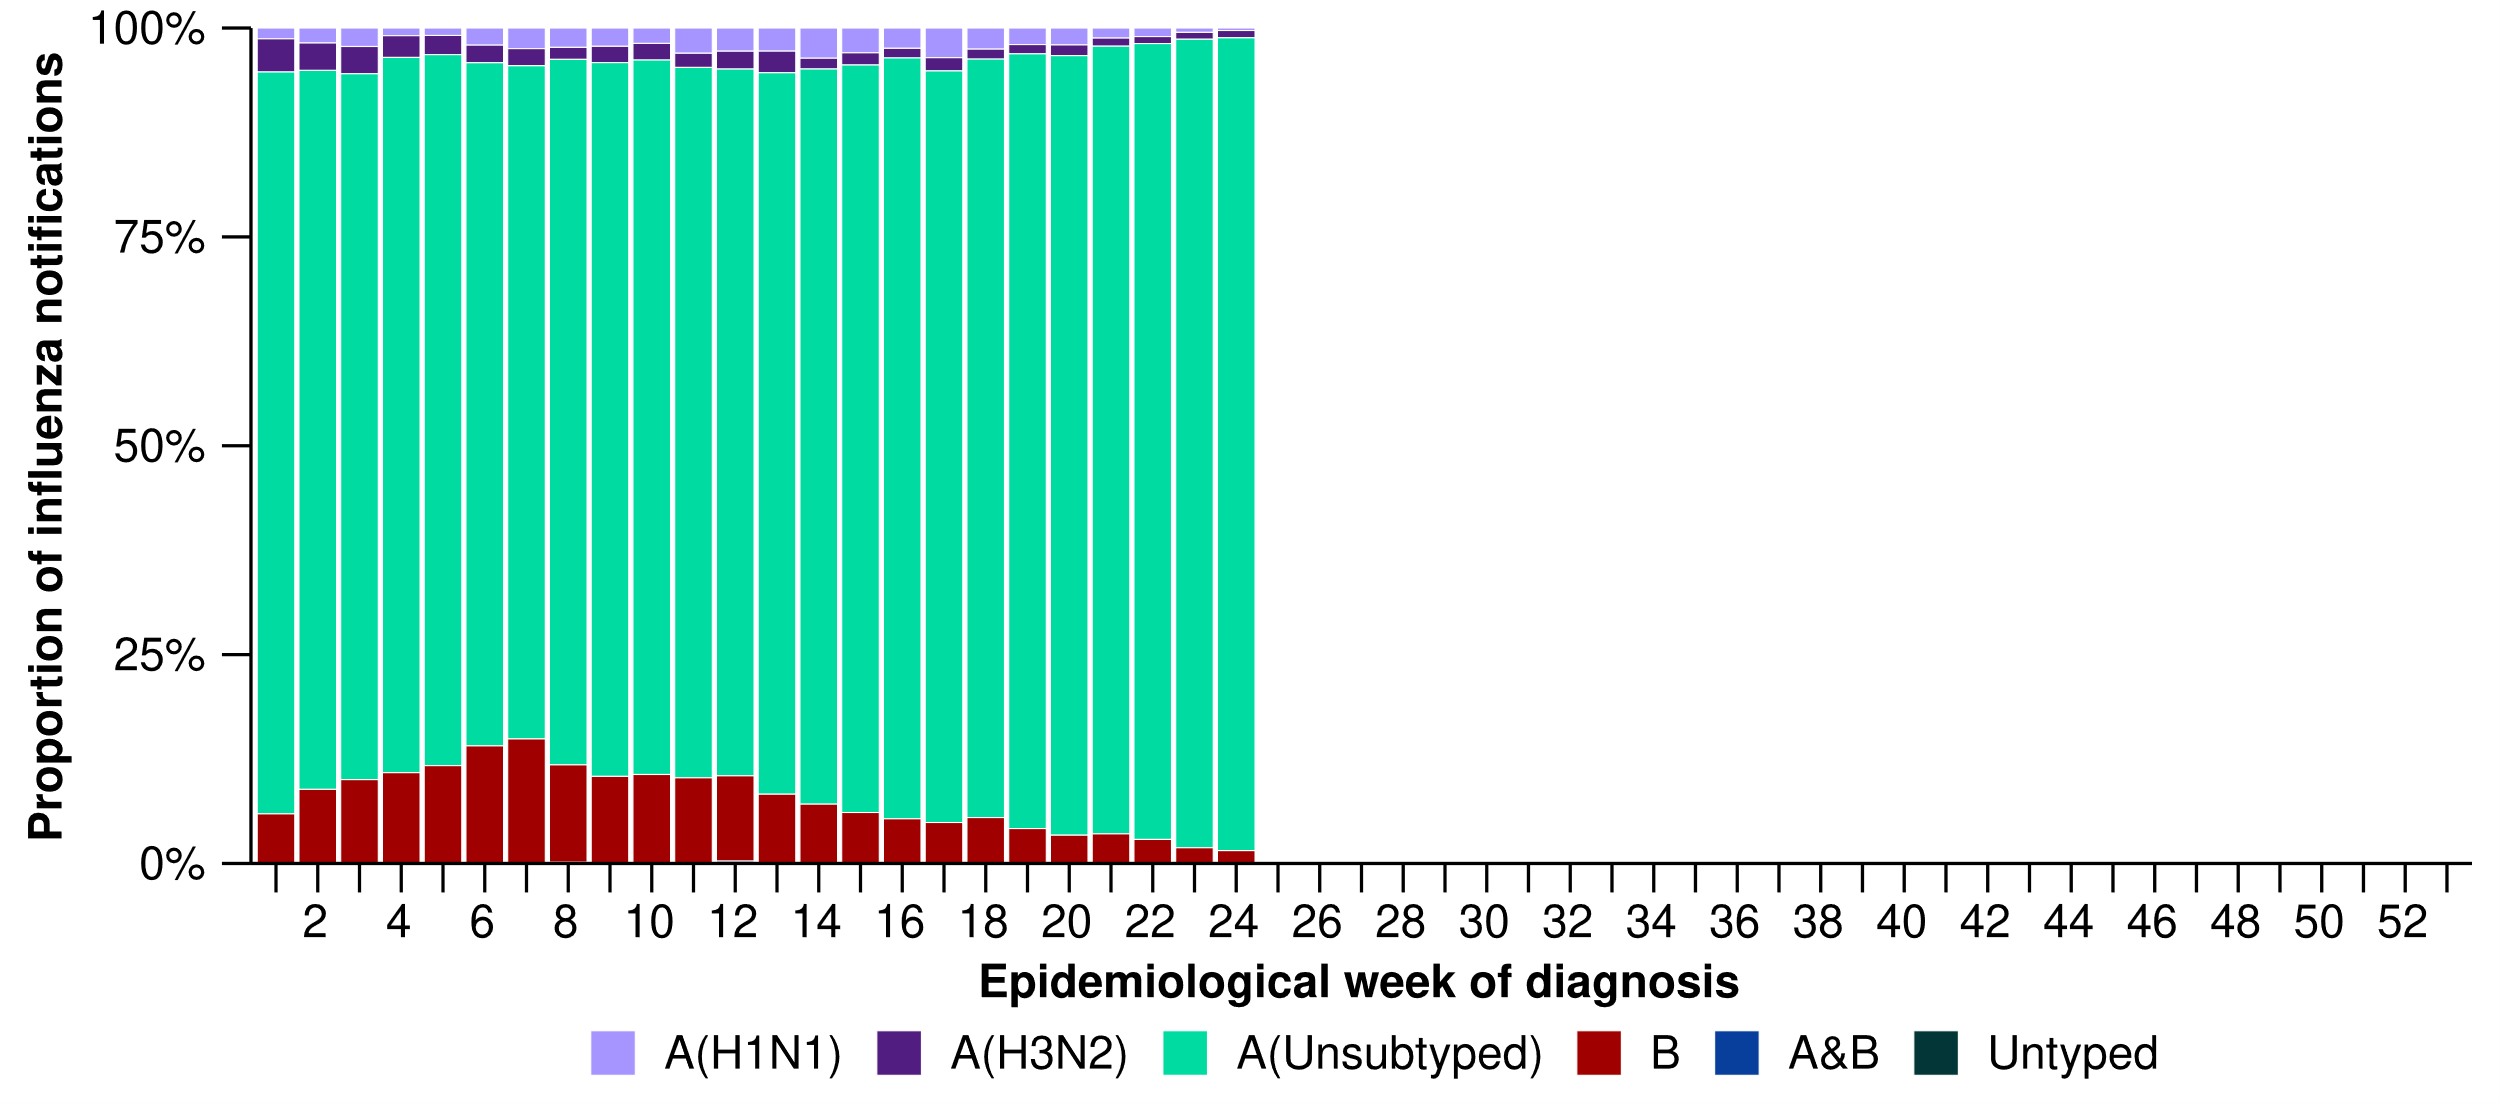 Proportion of influenza notifications
100%
75%
50%
25%
0%
2 4 6 8 10 12 14 16 18 20 22 24 26 28 30 32 34 36 38 40 42 44 46 48 50 52
Epidemiological week of diagnosis
A(H1N1) A(H3N2) A(Unsubtyped) B A&B Untyped